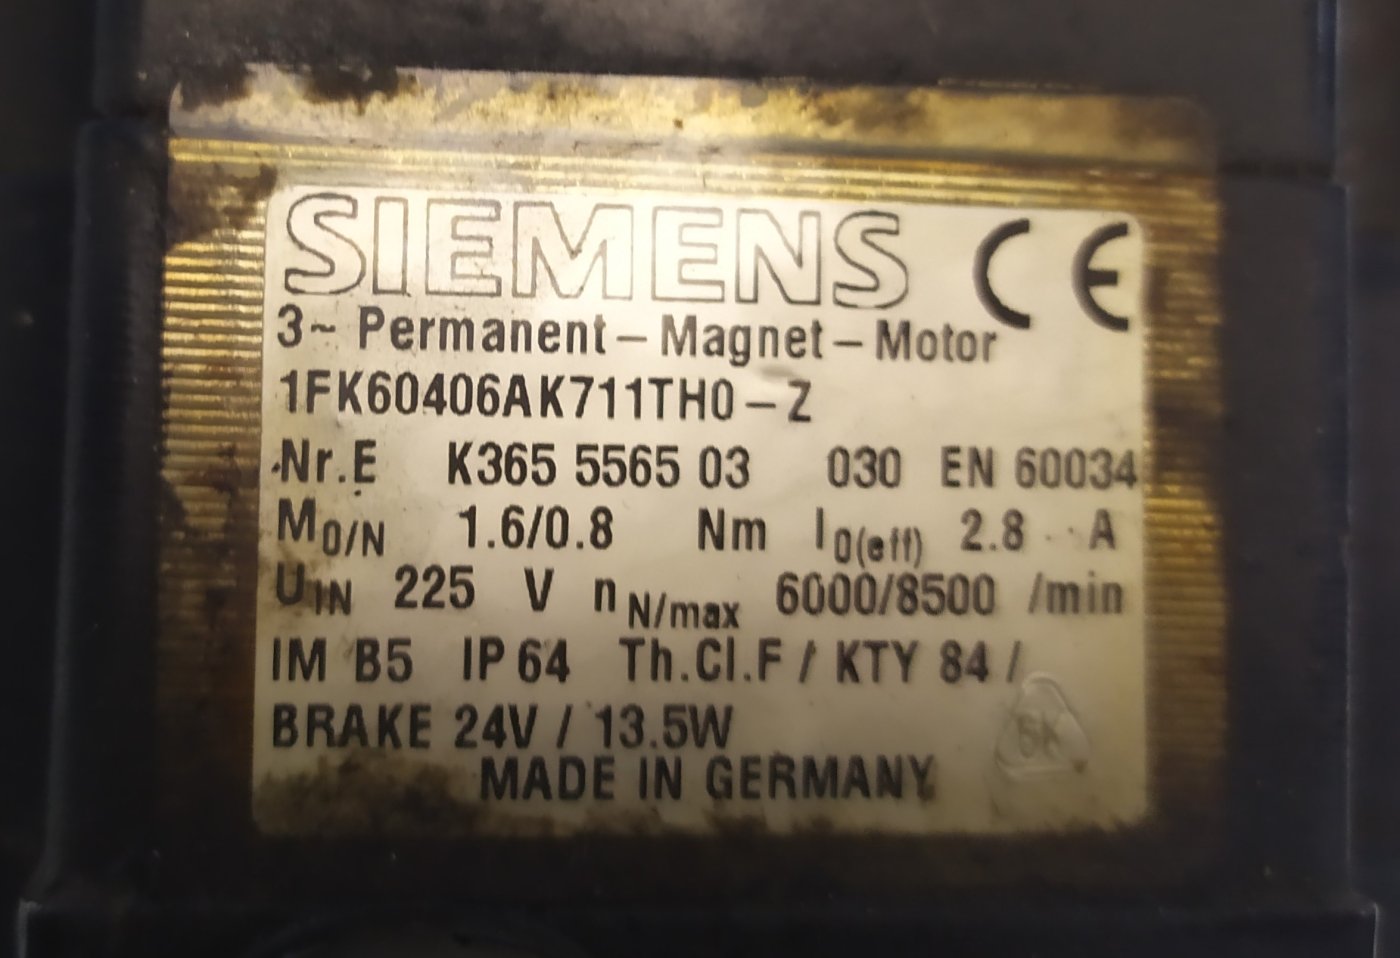 SIEMENS CE
3~ Permanent-Magnet-Motor
1FK60406AK711TH0-Z
Nr.E K365 5565 03 030 EN 60034
M0/N 1.6/0.8 Nm I0(eff) 2.8 A
UIN 225 V nN/max 6000/8500 /min
IM B5 IP64 Th.Cl.F / KTY 84 /
BRAKE 24V / 13.5W
MADE IN GERMANY